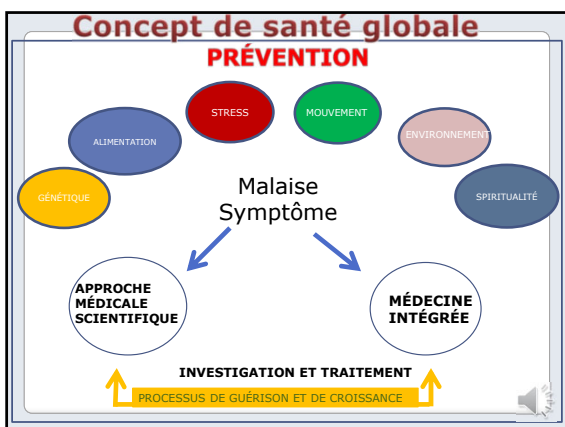 Concept de santé globale
PRÉVENTION
STRESS
MOUVEMENT
ALIMENTATION
ENVIRONNEMENT
GÉNÉTIQUE
SPIRITUALITÉ
Malaise
Symptôme
APPROCHE
MÉDICALE
SCIENTIFIQUE
MÉDECINE
INTÉGRÉE
INVESTIGATION ET TRAITEMENT
PROCESSUS DE GUÉRISON ET DE CROISSANCE